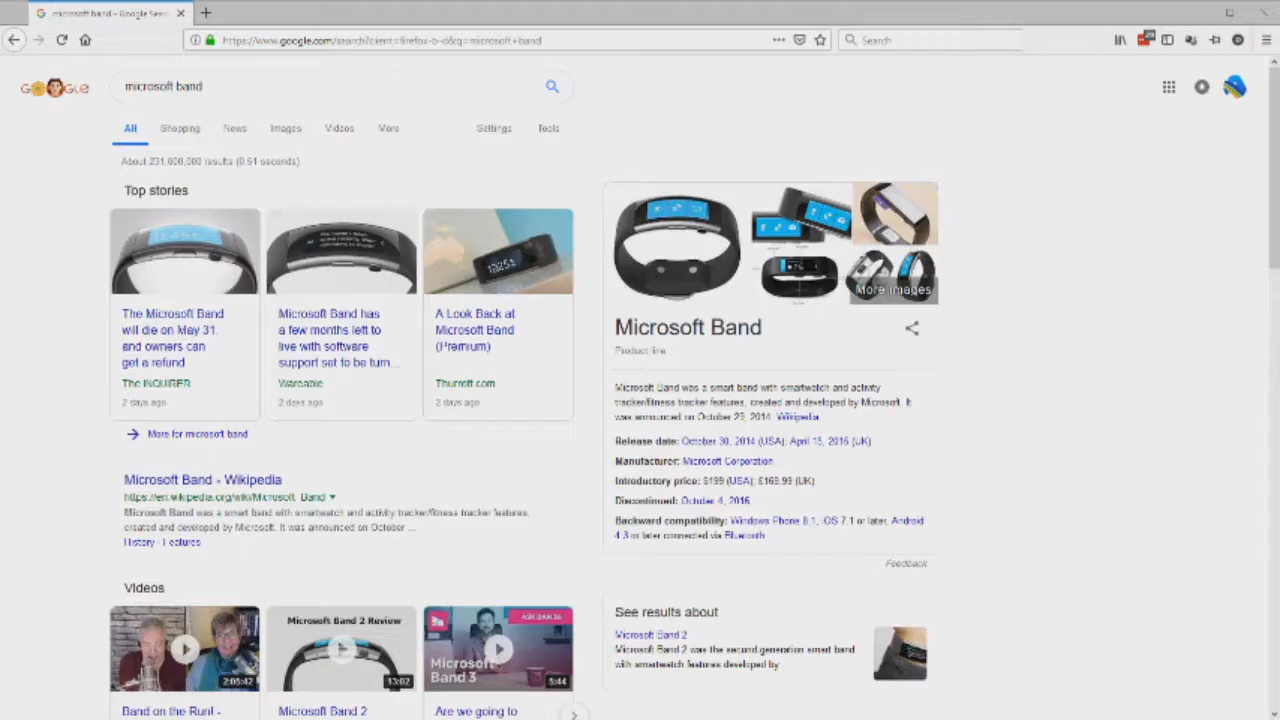 microsoft band - Google Sear
https://www.google.com/search?client=firefox-b-d&q=microsoft+band
Search
microsoft band
All Shopping News Images Videos More Settings Tools
About 231,000,000 results (0.51 seconds)
Top stories
The Microsoft Band
will die on May 31,
and owners can
get a refund
The INQUIRER
2 days ago
Microsoft Band has
a few months left to
live with software
support set to be turn...
Wareable
2 days ago
A Look Back at
Microsoft Band
(Premium)
Thurrott.com
2 days ago
More for microsoft band
Microsoft Band - Wikipedia
https://en.wikipedia.org/wiki/Microsoft_Band
Microsoft Band was a smart band with smartwatch and activity tracker/fitness tracker features,
created and developed by Microsoft. It was announced on October ...
History · Features
Videos
2:05:42
Band on the Run! -
Microsoft Band 2 Review
13:02
Microsoft Band 2
ASK DAN 36
Microsoft
Band 3
5:44
Are we going to
More images
Microsoft Band
Product line
Microsoft Band was a smart band with smartwatch and activity
tracker/fitness tracker features, created and developed by Microsoft. It
was announced on October 29, 2014. Wikipedia
Release date: October 30, 2014 (USA); April 15, 2015 (UK)
Manufacturer: Microsoft Corporation
Introductory price: $199 (USA), £169.99 (UK)
Discontinued: October 4, 2016
Backward compatibility: Windows Phone 8.1, iOS 7.1 or later, Android
4.3 or later connected via Bluetooth
Feedback
See results about
Microsoft Band 2
Microsoft Band 2 was the second generation smart band
with smartwatch features developed by